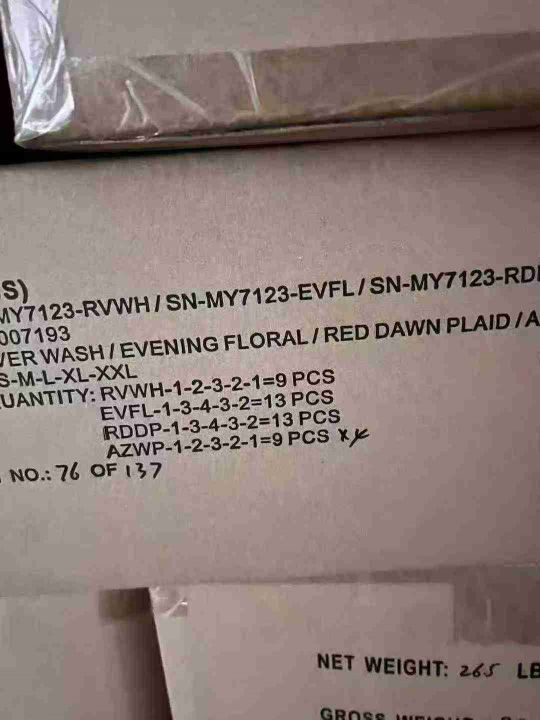 S)
MY7123-RVWH / SN-MY7123-EVFL / SN-MY7123-RD
007193
ER WASH / EVENING FLORAL / RED DAWN PLAID / A
S-M-L-XL-XXL
UANTITY: RVWH-1-2-3-2-1=9 PCS
EVFL-1-3-4-3-2=13 PCS
RDDP-1-3-4-3-2=13 PCS
AZWP-1-2-3-2-1=9 PCS
NO.: 76 OF 137
NET WEIGHT: 265 LB
GROSS